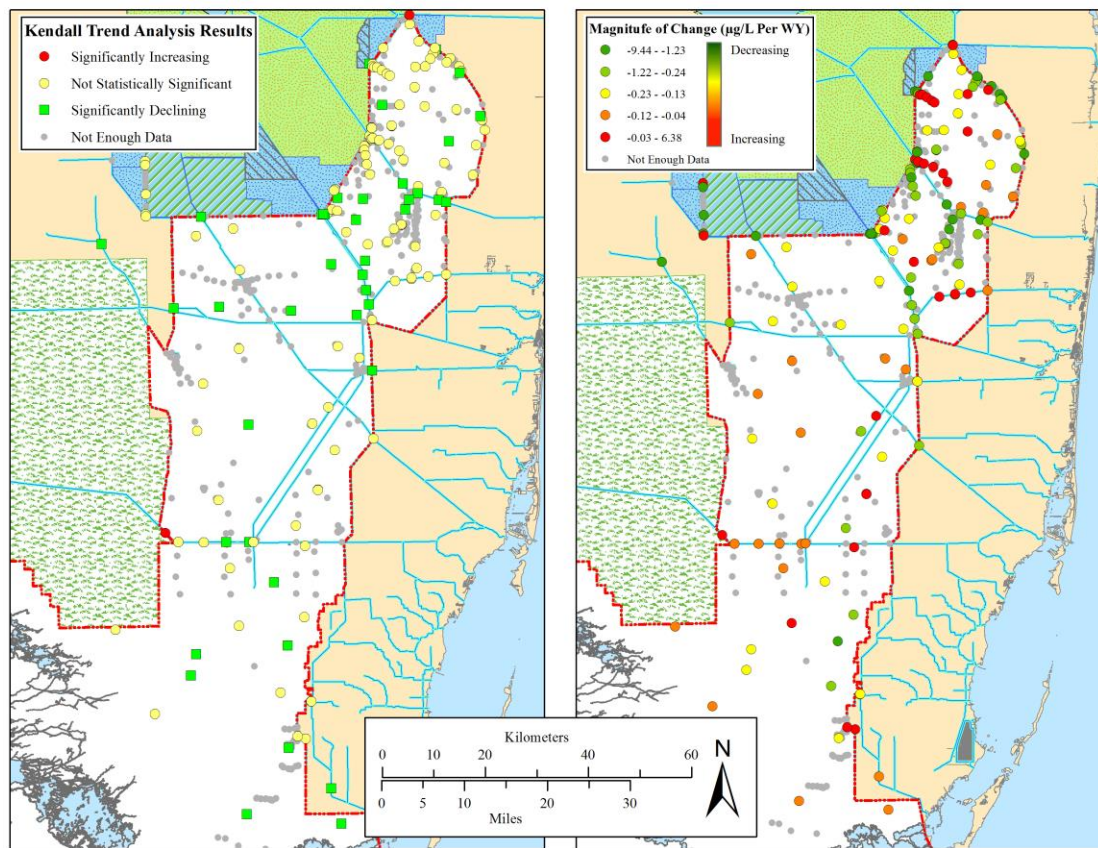 Kendall Trend Analysis Results
Significantly Increasing
Not Statistically Significant
Significantly Declining
Not Enough Data
Magnitufe of Change (µg/L Per WY)
-9.44 - -1.23
-1.22 - -0.24
-0.23 - -0.13
-0.12 - -0.04
-0.03 - 6.38
Not Enough Data
Decreasing
Increasing
Kilometers
0 10 20 40 60
0 5 10 20 30
Miles
N